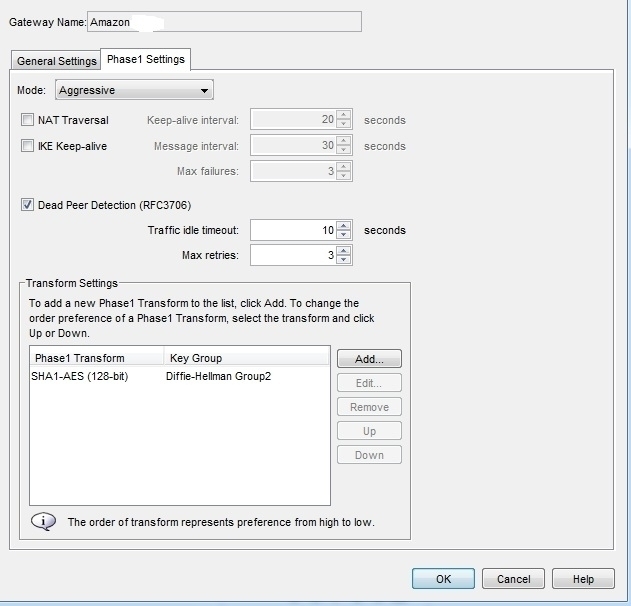 Gateway Name: Amazon
General Settings Phase1 Settings
Mode: Aggressive
NAT Traversal Keep-alive interval: 20 seconds
IKE Keep-alive Message interval: 30 seconds
Max failures: 3
Dead Peer Detection (RFC3706)
Traffic idle timeout: 10 seconds
Max retries: 3
Transform Settings
To add a new Phase1 Transform to the list, click Add. To change the
order preference of a Phase1 Transform, select the transform and click
Up or Down.
Phase1 Transform Key Group
Add...
SHA1-AES (128-bit) Diffie-Hellman Group2
Edit...
Remove
Up
Down
i The order of transform represents preference from high to low.
OK Cancel Help